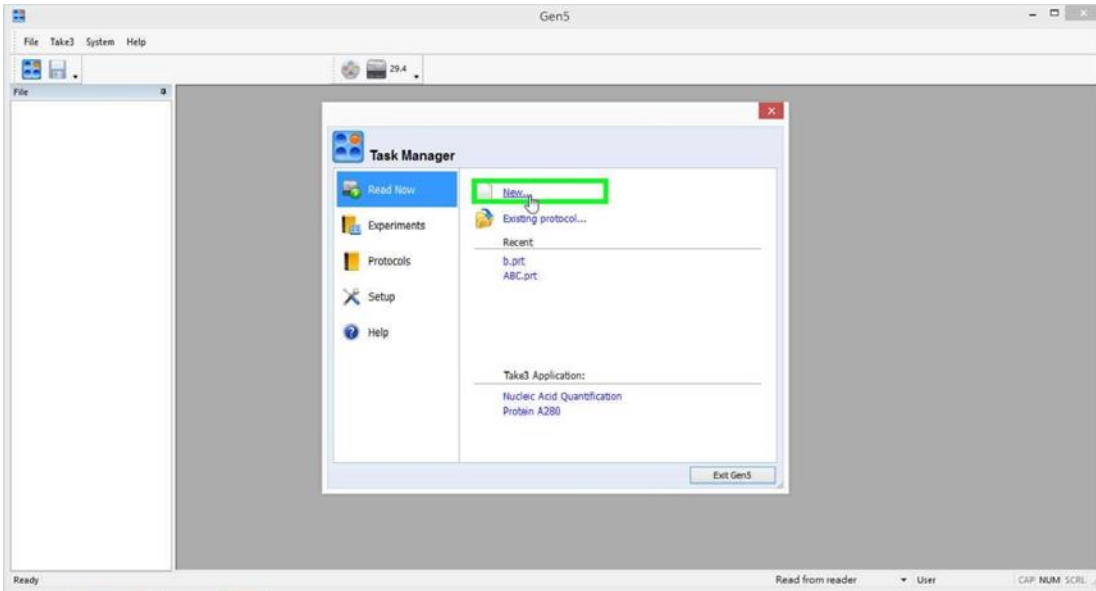 Gen5
File Take3 System Help
29.4
File
Task Manager
Read Now
New...
Existing protocol...
Experiments
Recent
Protocols
b.prt
ABC.prt
Setup
Help
Take3 Application:
Nucleic Acid Quantification
Protein A280
Exit Gen5
Ready
Read from reader
User
CAP NUM SCRL